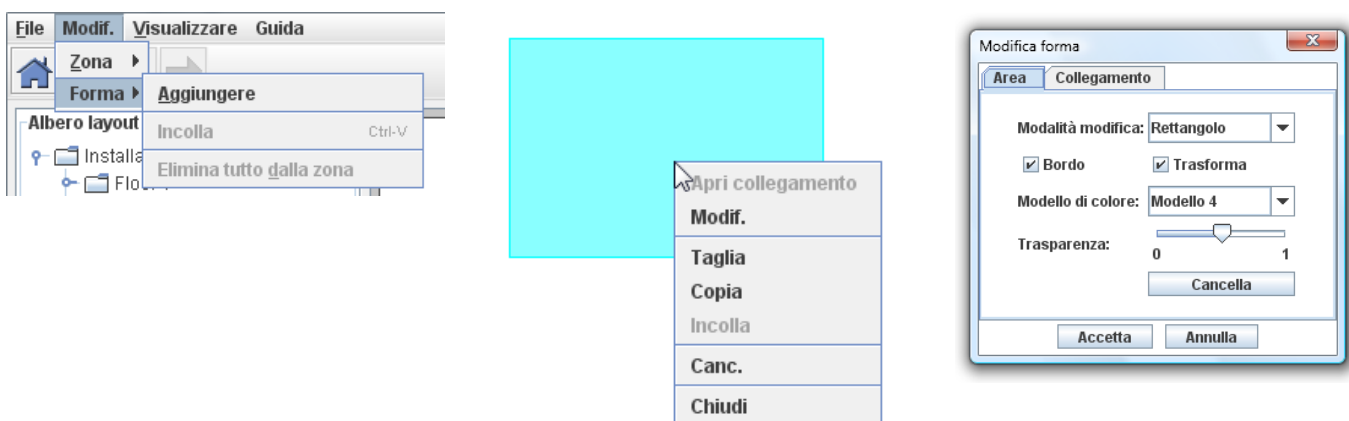 File Modif. Visualizzare Guida
Zona
Forma
Aggiungere
Incolla Ctrl-V
Elimina tutto dalla zona
Albero layout
Installa
Apri collegamento
Modif.
Taglia
Copia
Incolla
Canc.
Chiudi
Modifica forma
Area Collegamento
Modalità modifica: Rettangolo
Bordo Trasforma
Modello di colore: Modello 4
Trasparenza:
0 1
Cancella
Accetta Annulla